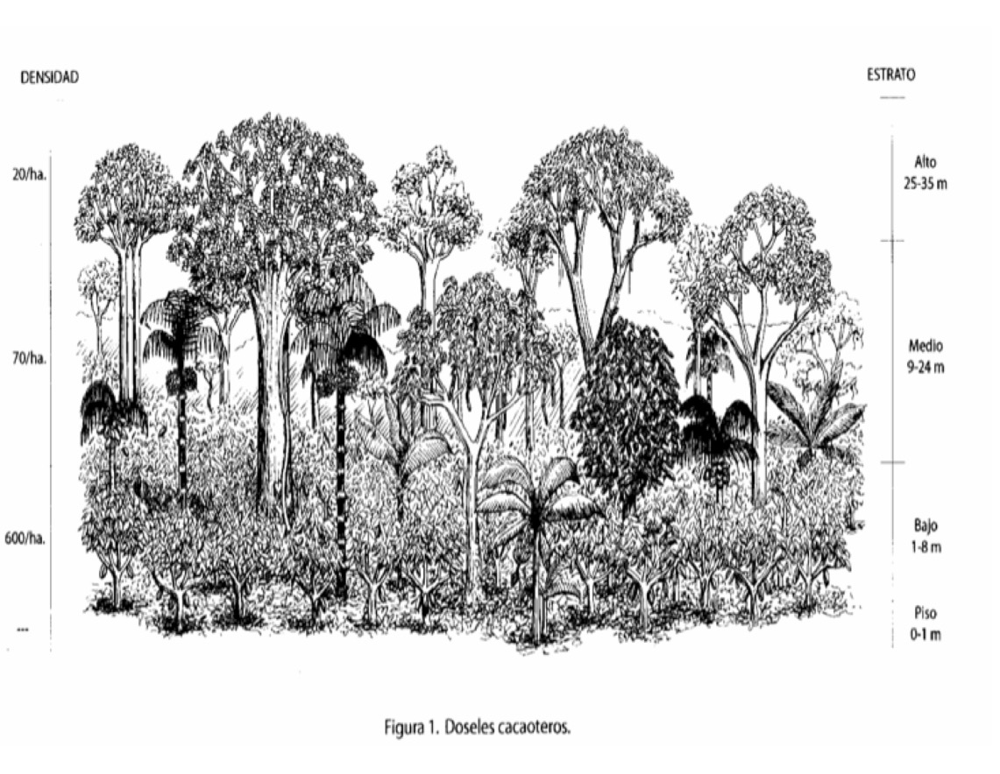 DENSIDAD
ESTRATO
20/ha.
Alto
25-35 m
70/ha.
Medio
9-24 m
600/ha.
Bajo
1-8 m
---
Piso
0-1 m
Figura 1. Doseles cacaoteros.